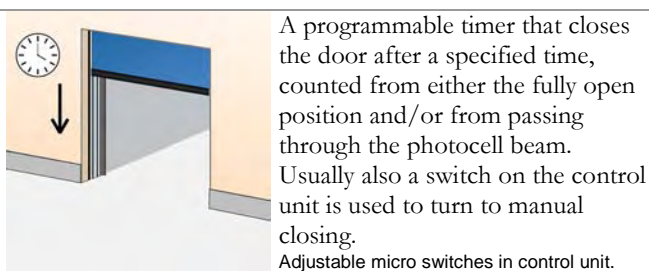 A programmable timer that closes
the door after a specified time,
counted from either the fully open
position and/or from passing
through the photocell beam.
Usually also a switch on the control
unit is used to turn to manual
closing.
Adjustable micro switches in control unit.